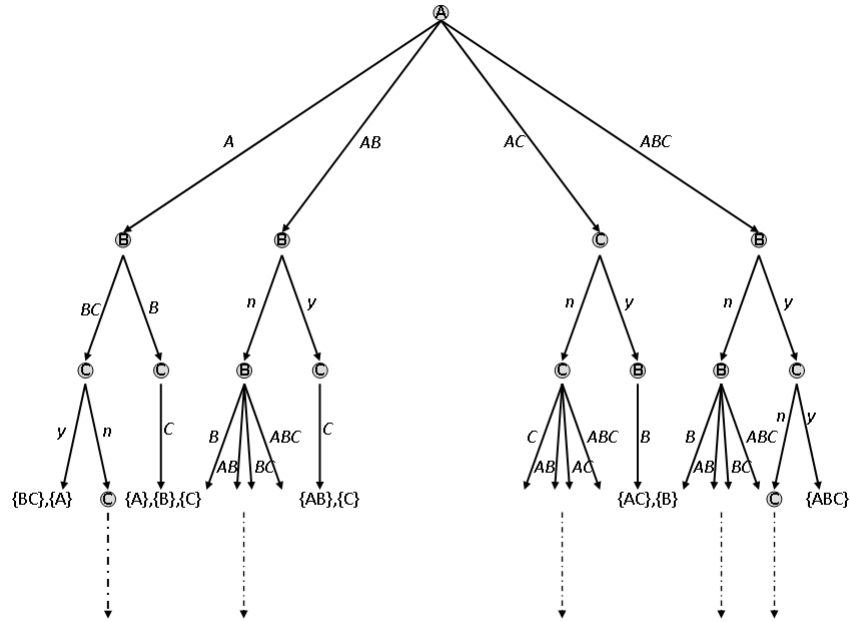 A
A AB AC ABC
B B C B
BC B n y n y n y
C C B C C B B C
y n C B AB BC ABC C C AB AC ABC B B AB BC ABC n y
{BC},{A} C {A},{B},{C} {AB},{C} {AC},{B} C {ABC}